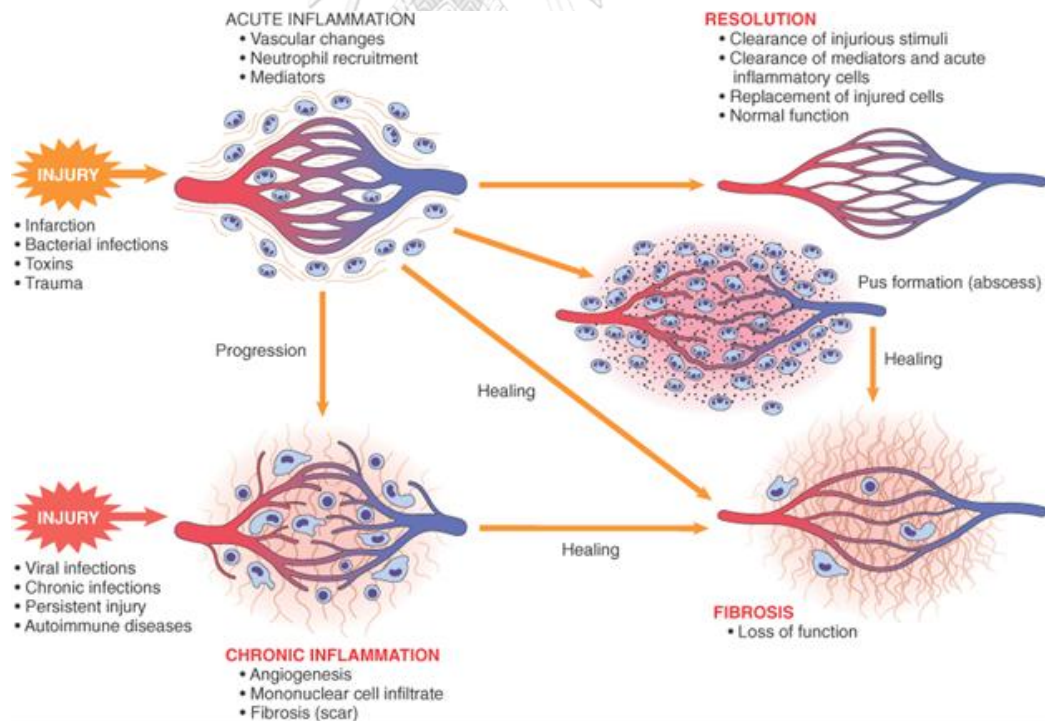 ACUTE INFLAMMATION
• Vascular changes
• Neutrophil recruitment
• Mediators
RESOLUTION
• Clearance of injurious stimuli
• Clearance of mediators and acute
inflammatory cells
• Replacement of injured cells
• Normal function
INJURY
• Infarction
• Bacterial infections
• Toxins
• Trauma
Pus formation (abscess)
Progression
Healing
Healing
INJURY
• Viral infections
• Chronic infections
• Persistent injury
• Autoimmune diseases
Healing
CHRONIC INFLAMMATION
• Angiogenesis
• Mononuclear cell infiltrate
• Fibrosis (scar)
FIBROSIS
• Loss of function